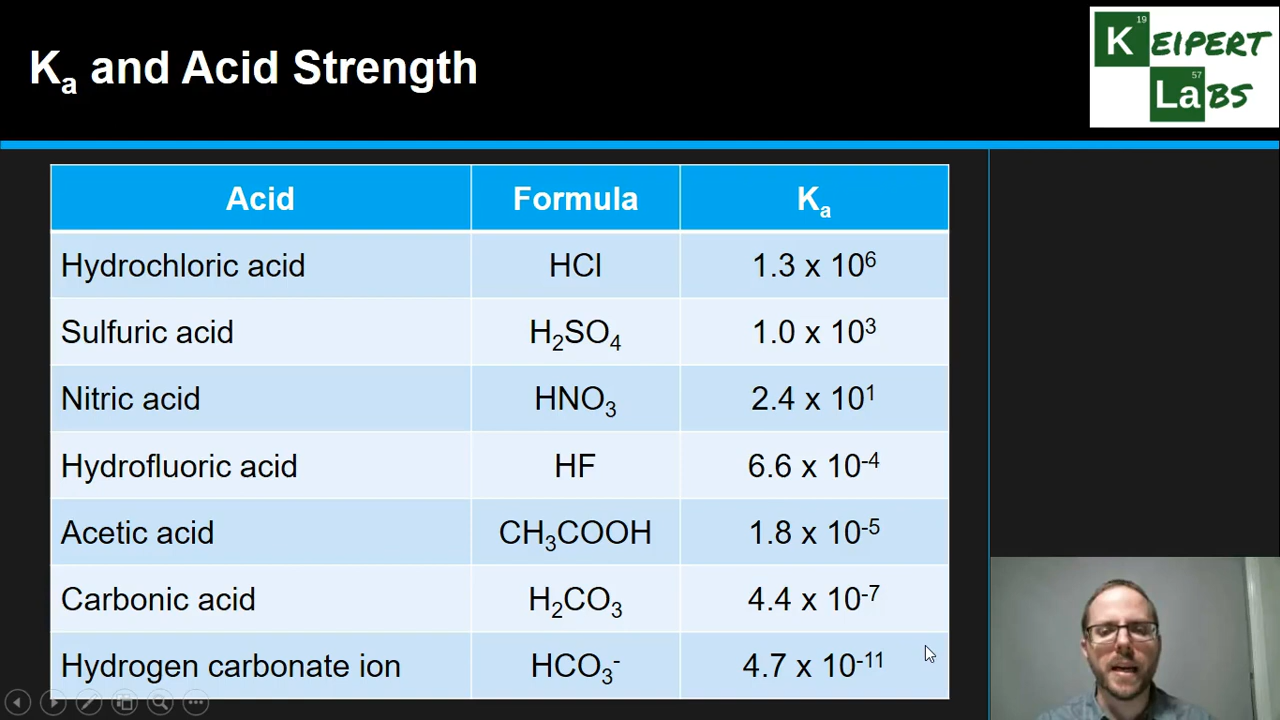 Kₐ and Acid Strength
19
KEIPERT
57
LaBS
Acid Formula Kₐ
Hydrochloric acid HCl 1.3 x 10⁶
Sulfuric acid H₂SO₄ 1.0 x 10³
Nitric acid HNO₃ 2.4 x 10¹
Hydrofluoric acid HF 6.6 x 10⁻⁴
Acetic acid CH₃COOH 1.8 x 10⁻⁵
Carbonic acid H₂CO₃ 4.4 x 10⁻⁷
Hydrogen carbonate ion HCO₃⁻ 4.7 x 10⁻¹¹